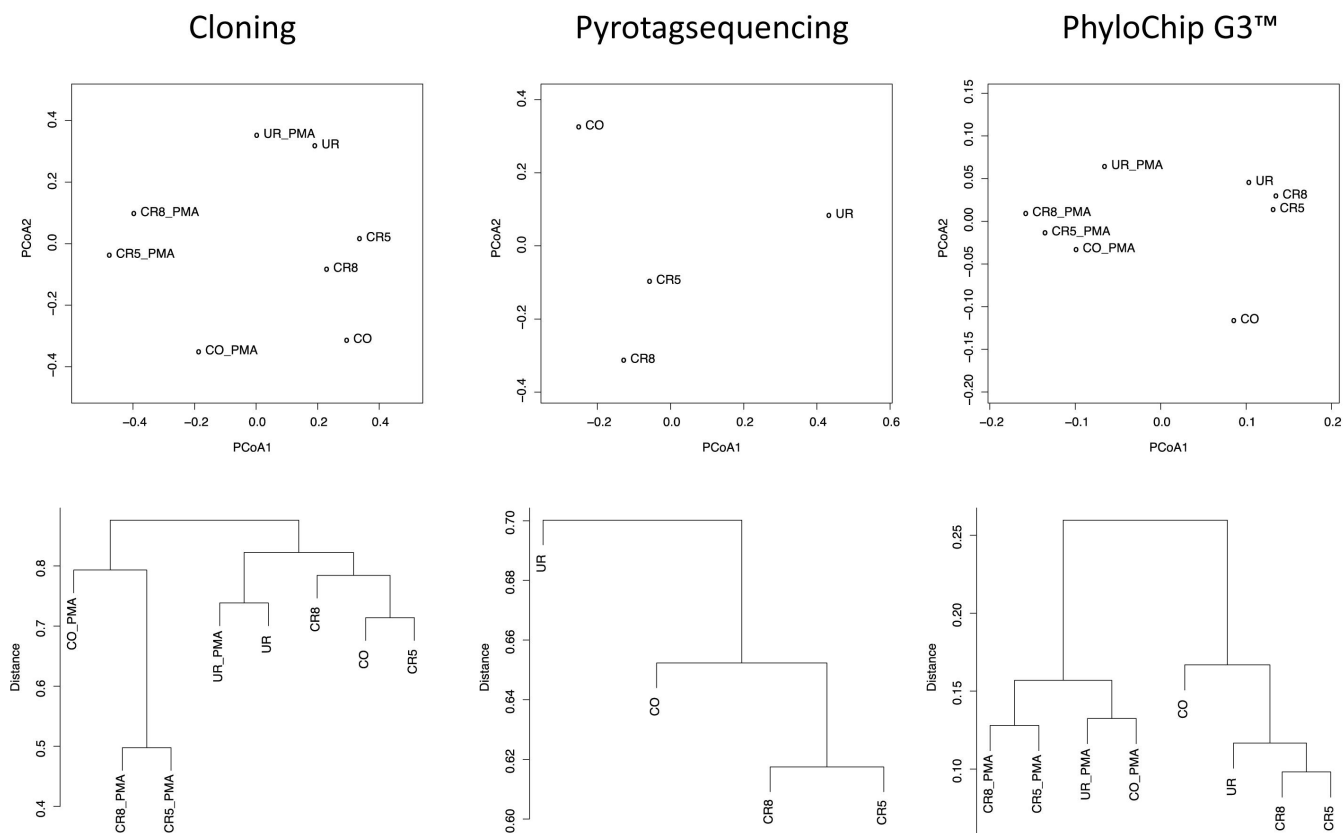 Cloning
Pyrotagsequencing
PhyloChip G3™
PCoA2
0.4
0.2
0.0
−0.2
−0.4
UR_PMA
UR
CR8_PMA
CR5
CR5_PMA
CR8
CO_PMA
CO
−0.4
−0.2
0.0
0.2
0.4
PCoA1
PCoA2
0.4
0.2
0.0
−0.2
−0.4
CO
UR
CR5
CR8
−0.2
0.0
0.2
0.4
0.6
PCoA1
PCoA2
0.15
0.10
0.05
0.00
−0.05
−0.10
−0.15
−0.20
UR_PMA
UR
CR8
CR8_PMA
CR5
CR5_PMA
CO_PMA
CO
−0.2
−0.1
0.0
0.1
0.2
PCoA1
Distance
0.8
0.7
0.6
0.5
0.4
CO_PMA
CR8_PMA
CR5_PMA
UR_PMA
UR
CR8
CO
CR5
Distance
0.70
0.68
0.66
0.64
0.62
0.60
UR
CO
CR8
CR5
Distance
0.25
0.20
0.15
0.10
CR8_PMA
CR5_PMA
UR_PMA
CO_PMA
CO
UR
CR8
CR5